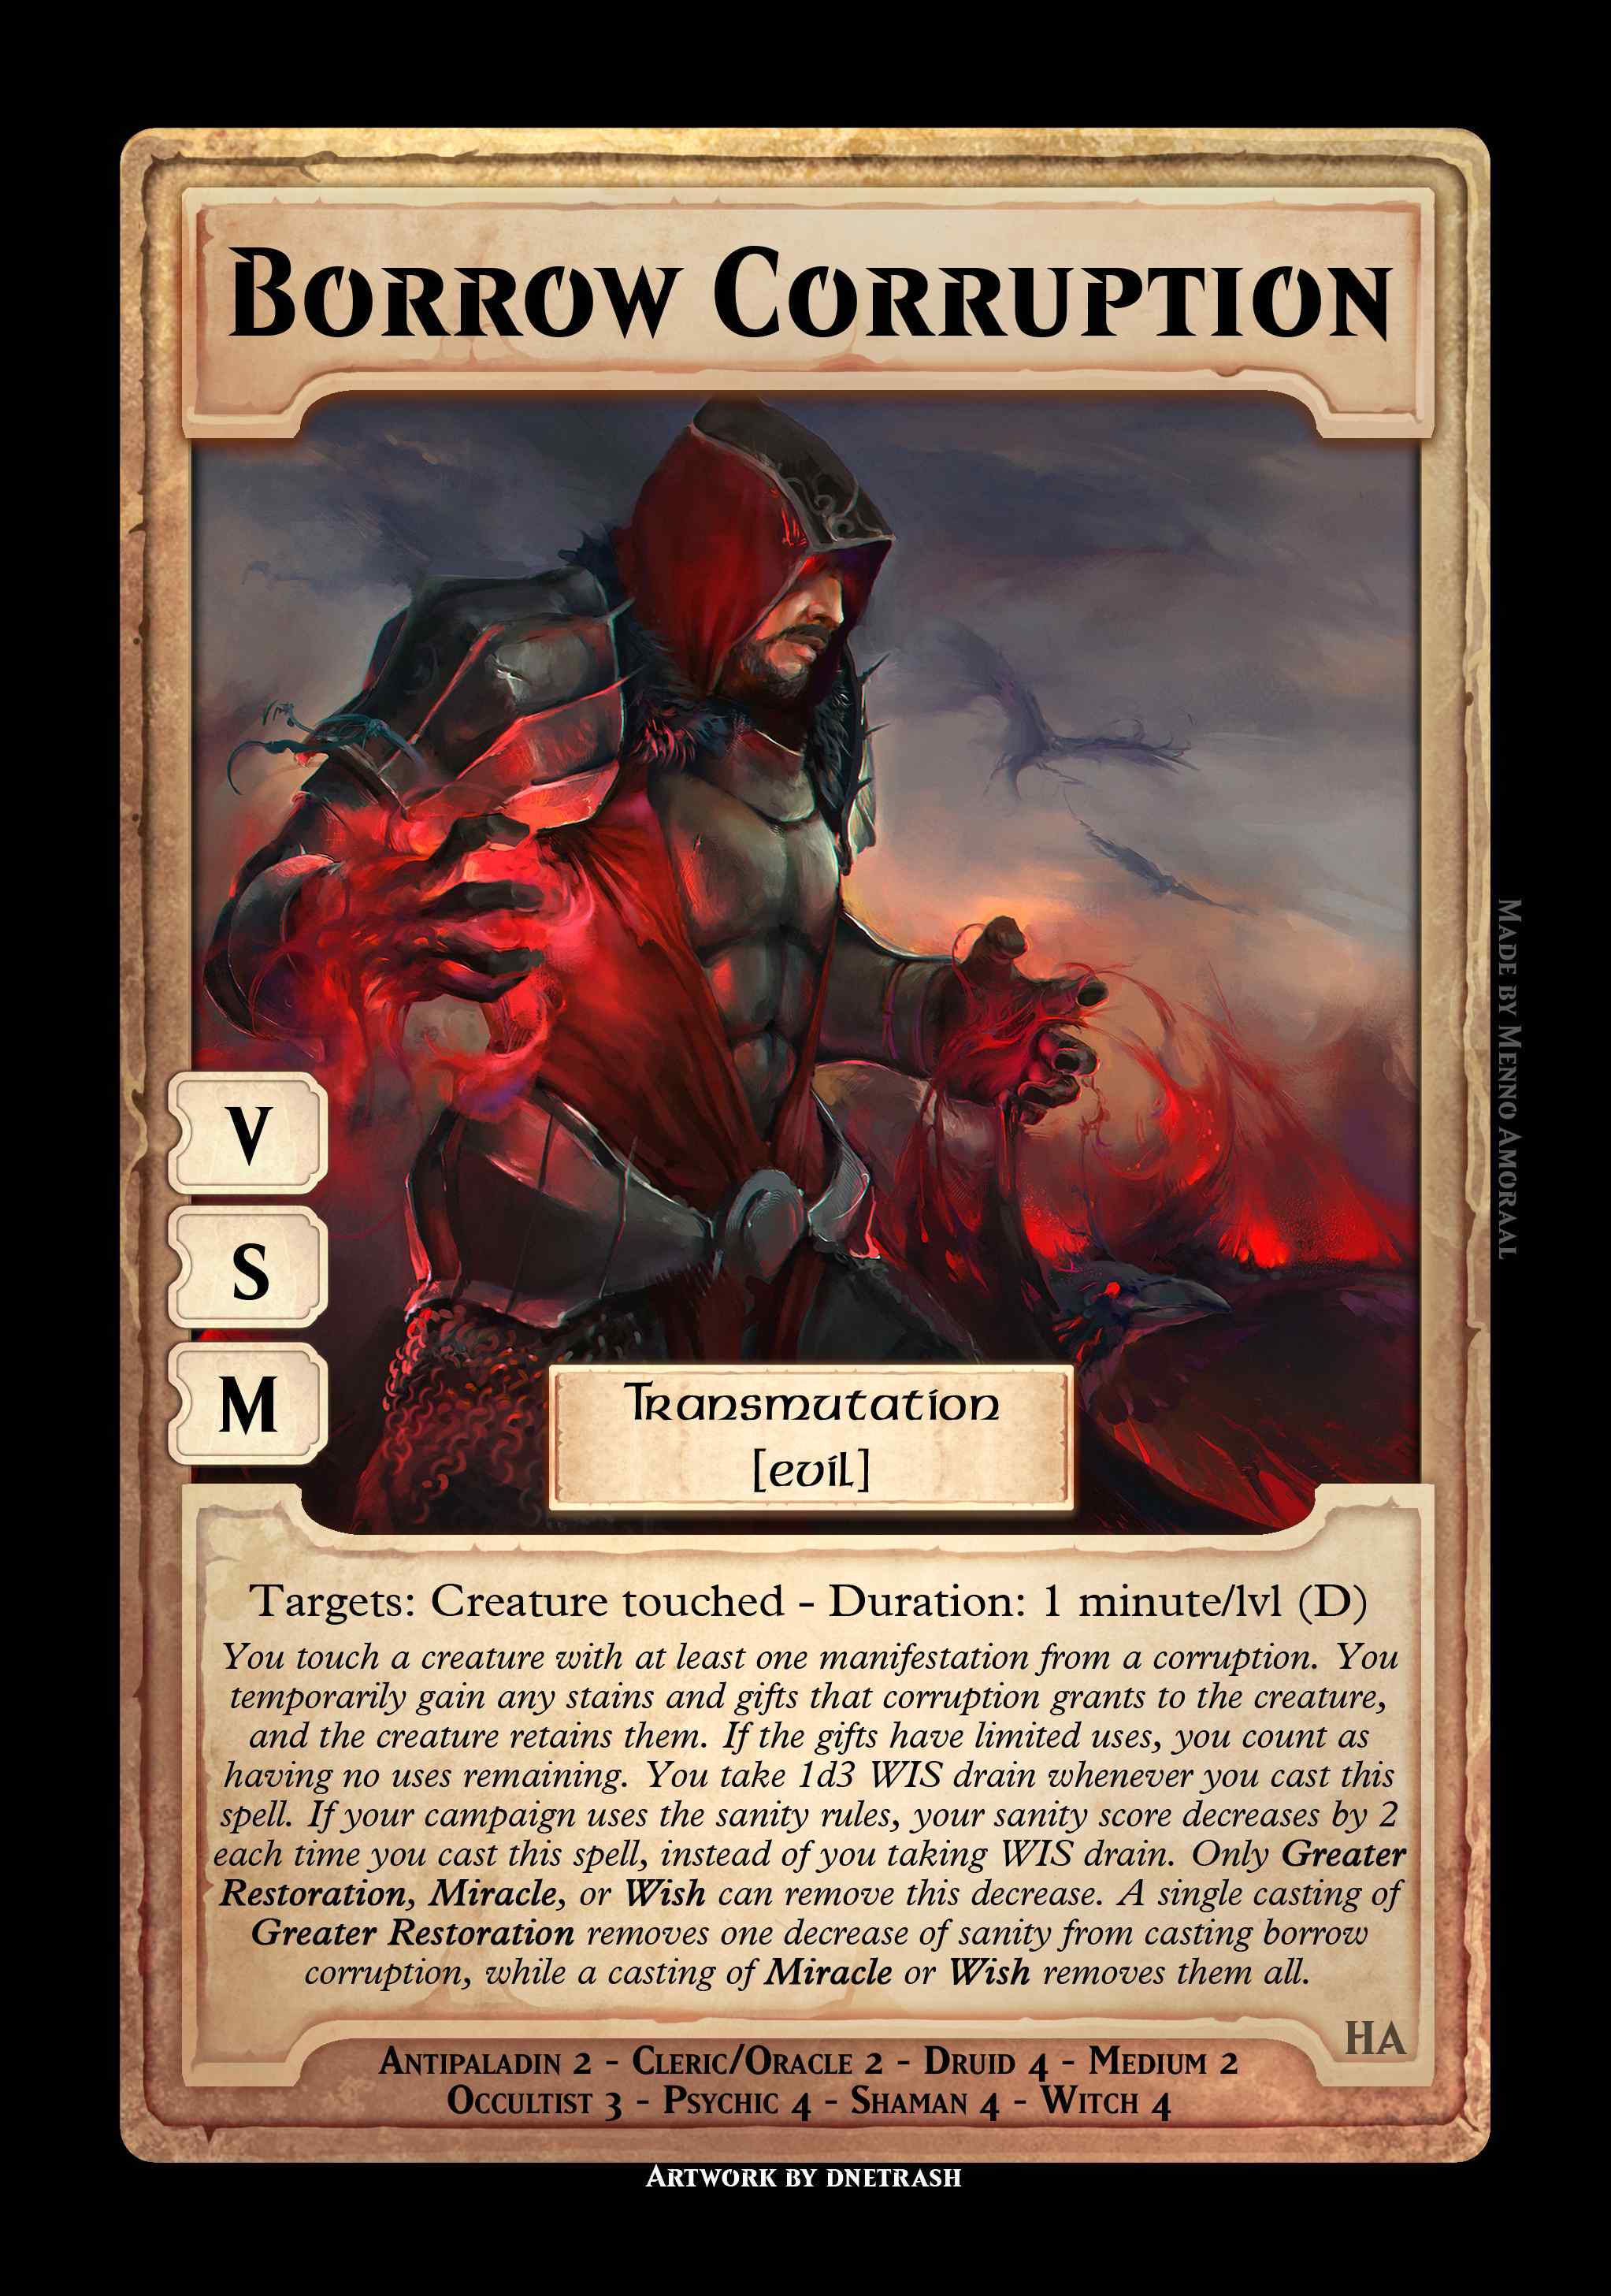 Borrow Corruption
V
S
M
Transmutation
[evil]
Targets: Creature touched - Duration: 1 minute/lvl (D)
You touch a creature with at least one manifestation from a corruption. You
temporarily gain any stains and gifts that corruption grants to the creature,
and the creature retains them. If the gifts have limited uses, you count as
having no uses remaining. You take 1d3 WIS drain whenever you cast this
spell. If your campaign uses the sanity rules, your sanity score decreases by 2
each time you cast this spell, instead of you taking WIS drain. Only Greater
Restoration, Miracle, or Wish can remove this decrease. A single casting of
Greater Restoration removes one decrease of sanity from casting borrow
corruption, while a casting of Miracle or Wish removes them all.
HA
Antipaladin 2 - Cleric/Oracle 2 - Druid 4 - Medium 2
Occultist 3 - Psychic 4 - Shaman 4 - Witch 4
Artwork by dnetrash
Made by Menno Amoraal